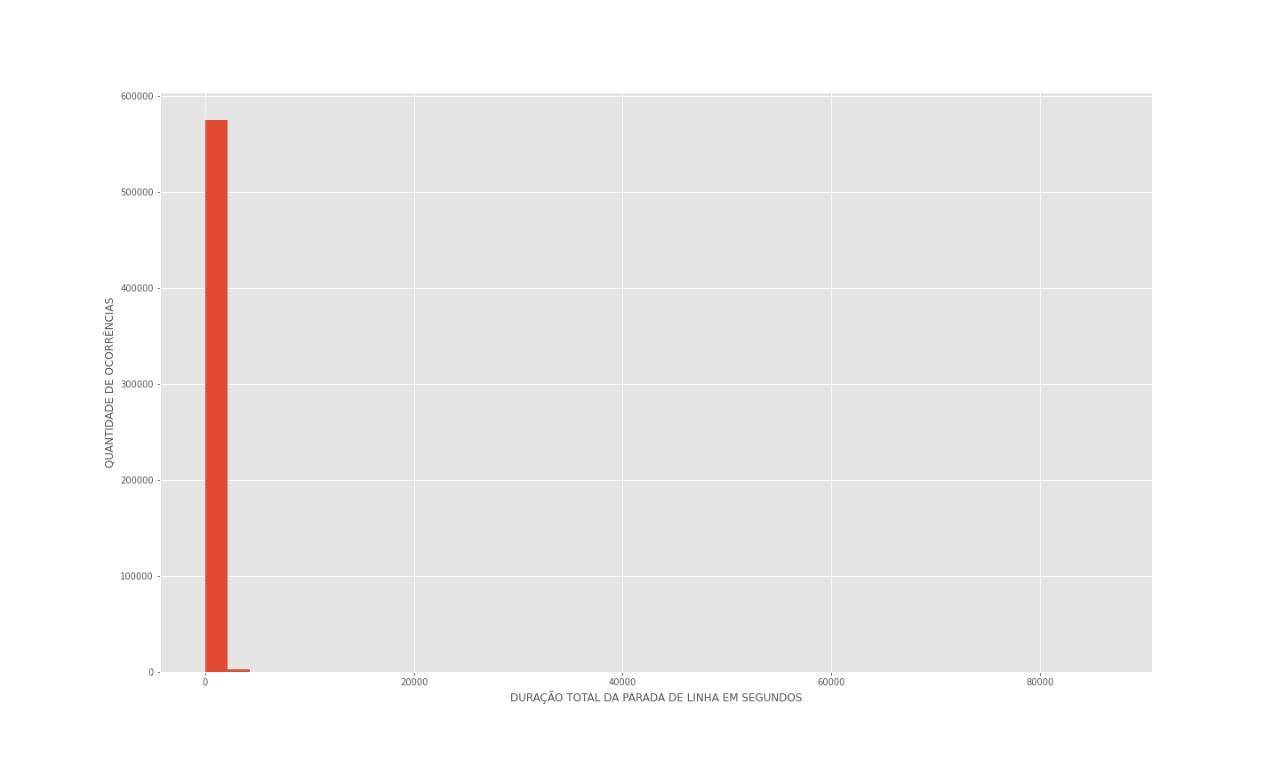 600000
500000
400000
300000
200000
100000
0
QUANTIDADE DE OCORRÊNCIAS
0 20000 40000 60000 80000
DURAÇÃO TOTAL DA PARADA DE LINHA EM SEGUNDOS